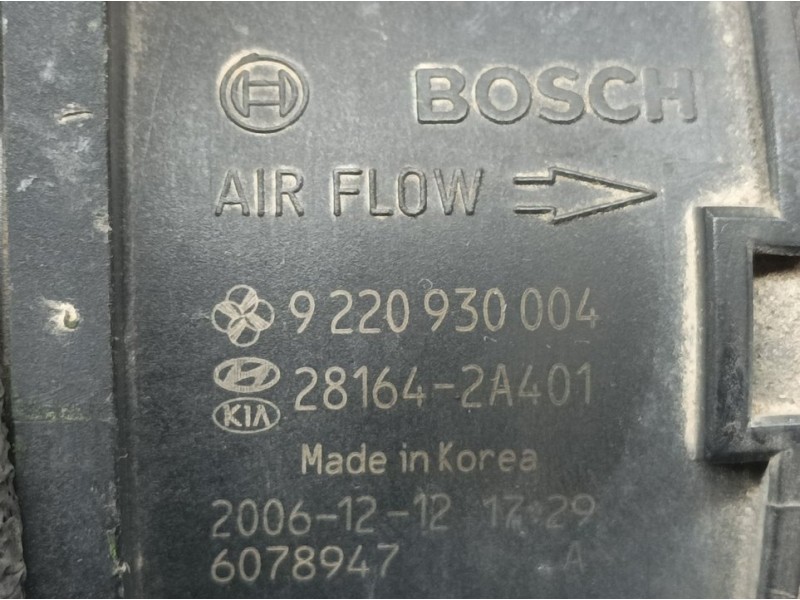 BOSCH
AIR FLOW
9 220 930 004
28164-2A401
KIA
Made in Korea
2006-12-12 17:29
6078947 A